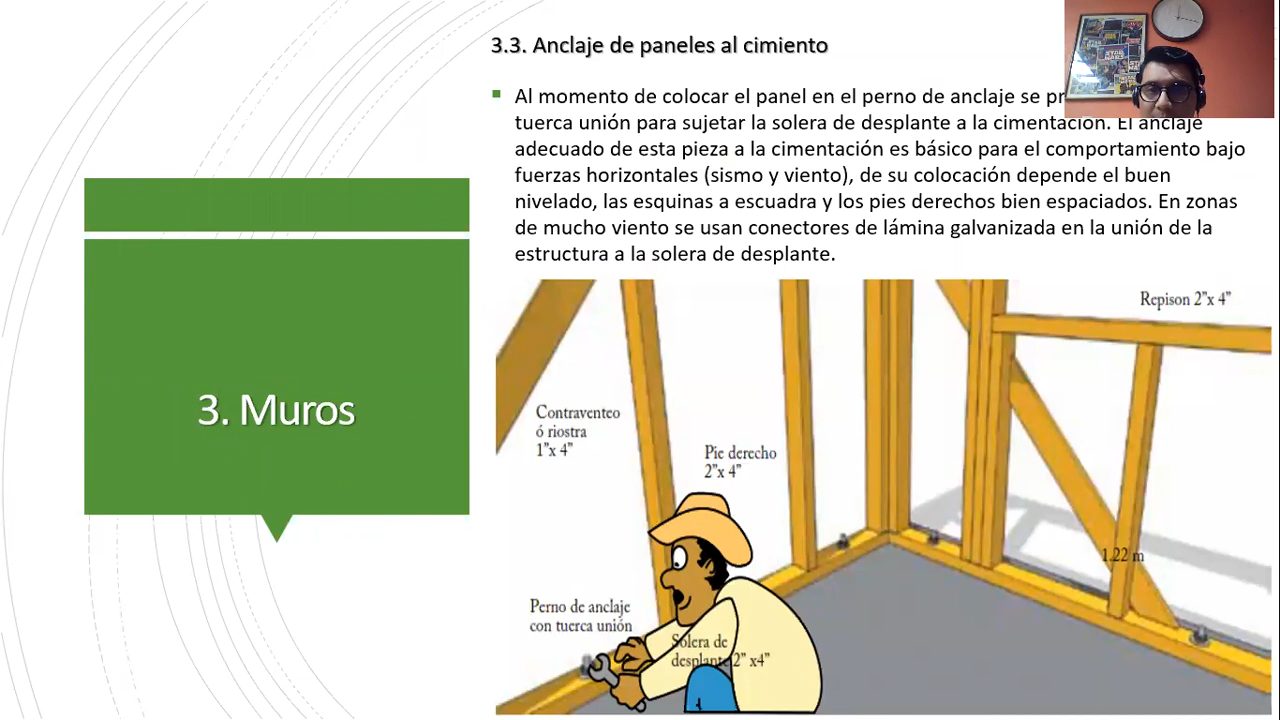 3.3. Anclaje de paneles al cimiento
Al momento de colocar el panel en el perno de anclaje se
tuerca unión para sujetar la solera de desplante a la cimentación. El anclaje
adecuado de esta pieza a la cimentación es básico para el comportamiento bajo
fuerzas horizontales (sismo y viento), de su colocación depende el buen
nivelado, las esquinas a escuadra y los pies derechos bien espaciados. En zonas
de mucho viento se usan conectores de lámina galvanizada en la unión de la
estructura a la solera de desplante.
3. Muros
Repison 2”x 4”
Contraventeo
ó riostra
1”x 4”
Pie derecho
2”x 4”
1.22 m
Perno de anclaje
con tuerca unión
Solera de
desplante 2” x4”